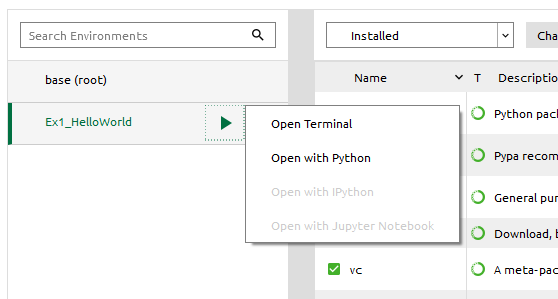 Search Environments
Installed
Cha
base (root)
Name
T
Descriptio
Ex1_HelloWorld
Open Terminal
Open with Python
Open with IPython
Open with Jupyter Notebook
Python pac
Pypa recom
General pur
Download, b
vc
A meta-pac